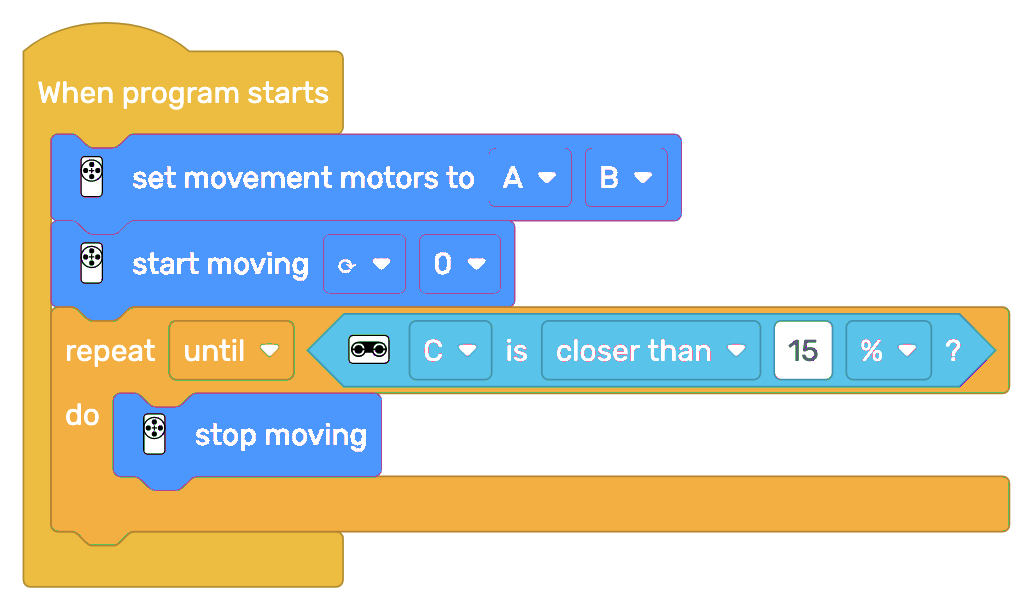 When program starts
set movement motors to A B
start moving ⟳ 0
repeat until C is closer than 15 % ?
do stop moving